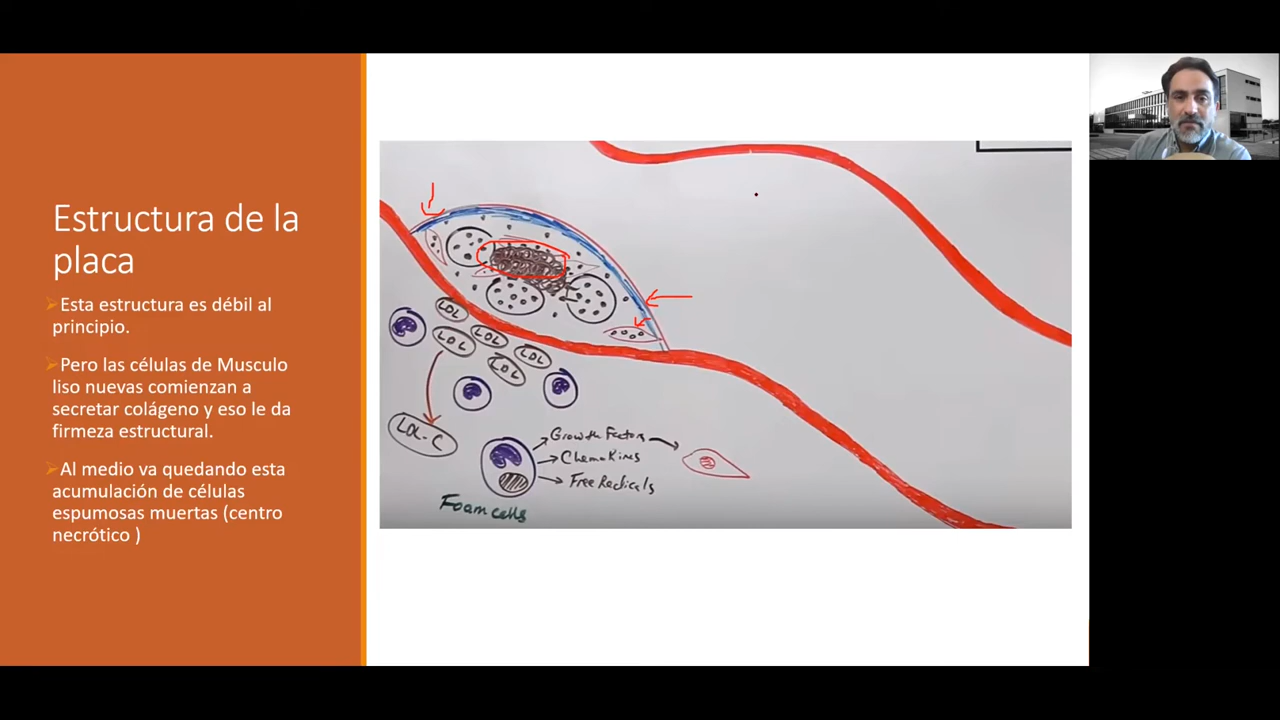 Estructura de la
placa
Esta estructura es débil al
principio.
Pero las células de Musculo
liso nuevas comienzan a
secretar colágeno y eso le da
firmeza estructural.
Al medio va quedando esta
acumulación de células
espumosas muertas (centro
necrótico )
LDL
LDL
LDL
LDL
LDL
LDL-C
Growth Factors
Chemokines
Free Redicals
Foam cells